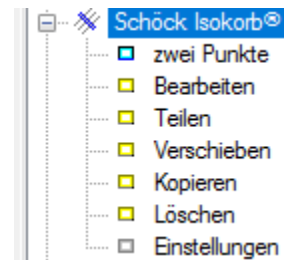 Schöck Isokorb®
zwei Punkte
Bearbeiten
Teilen
Verschieben
Kopieren
Löschen
Einstellungen